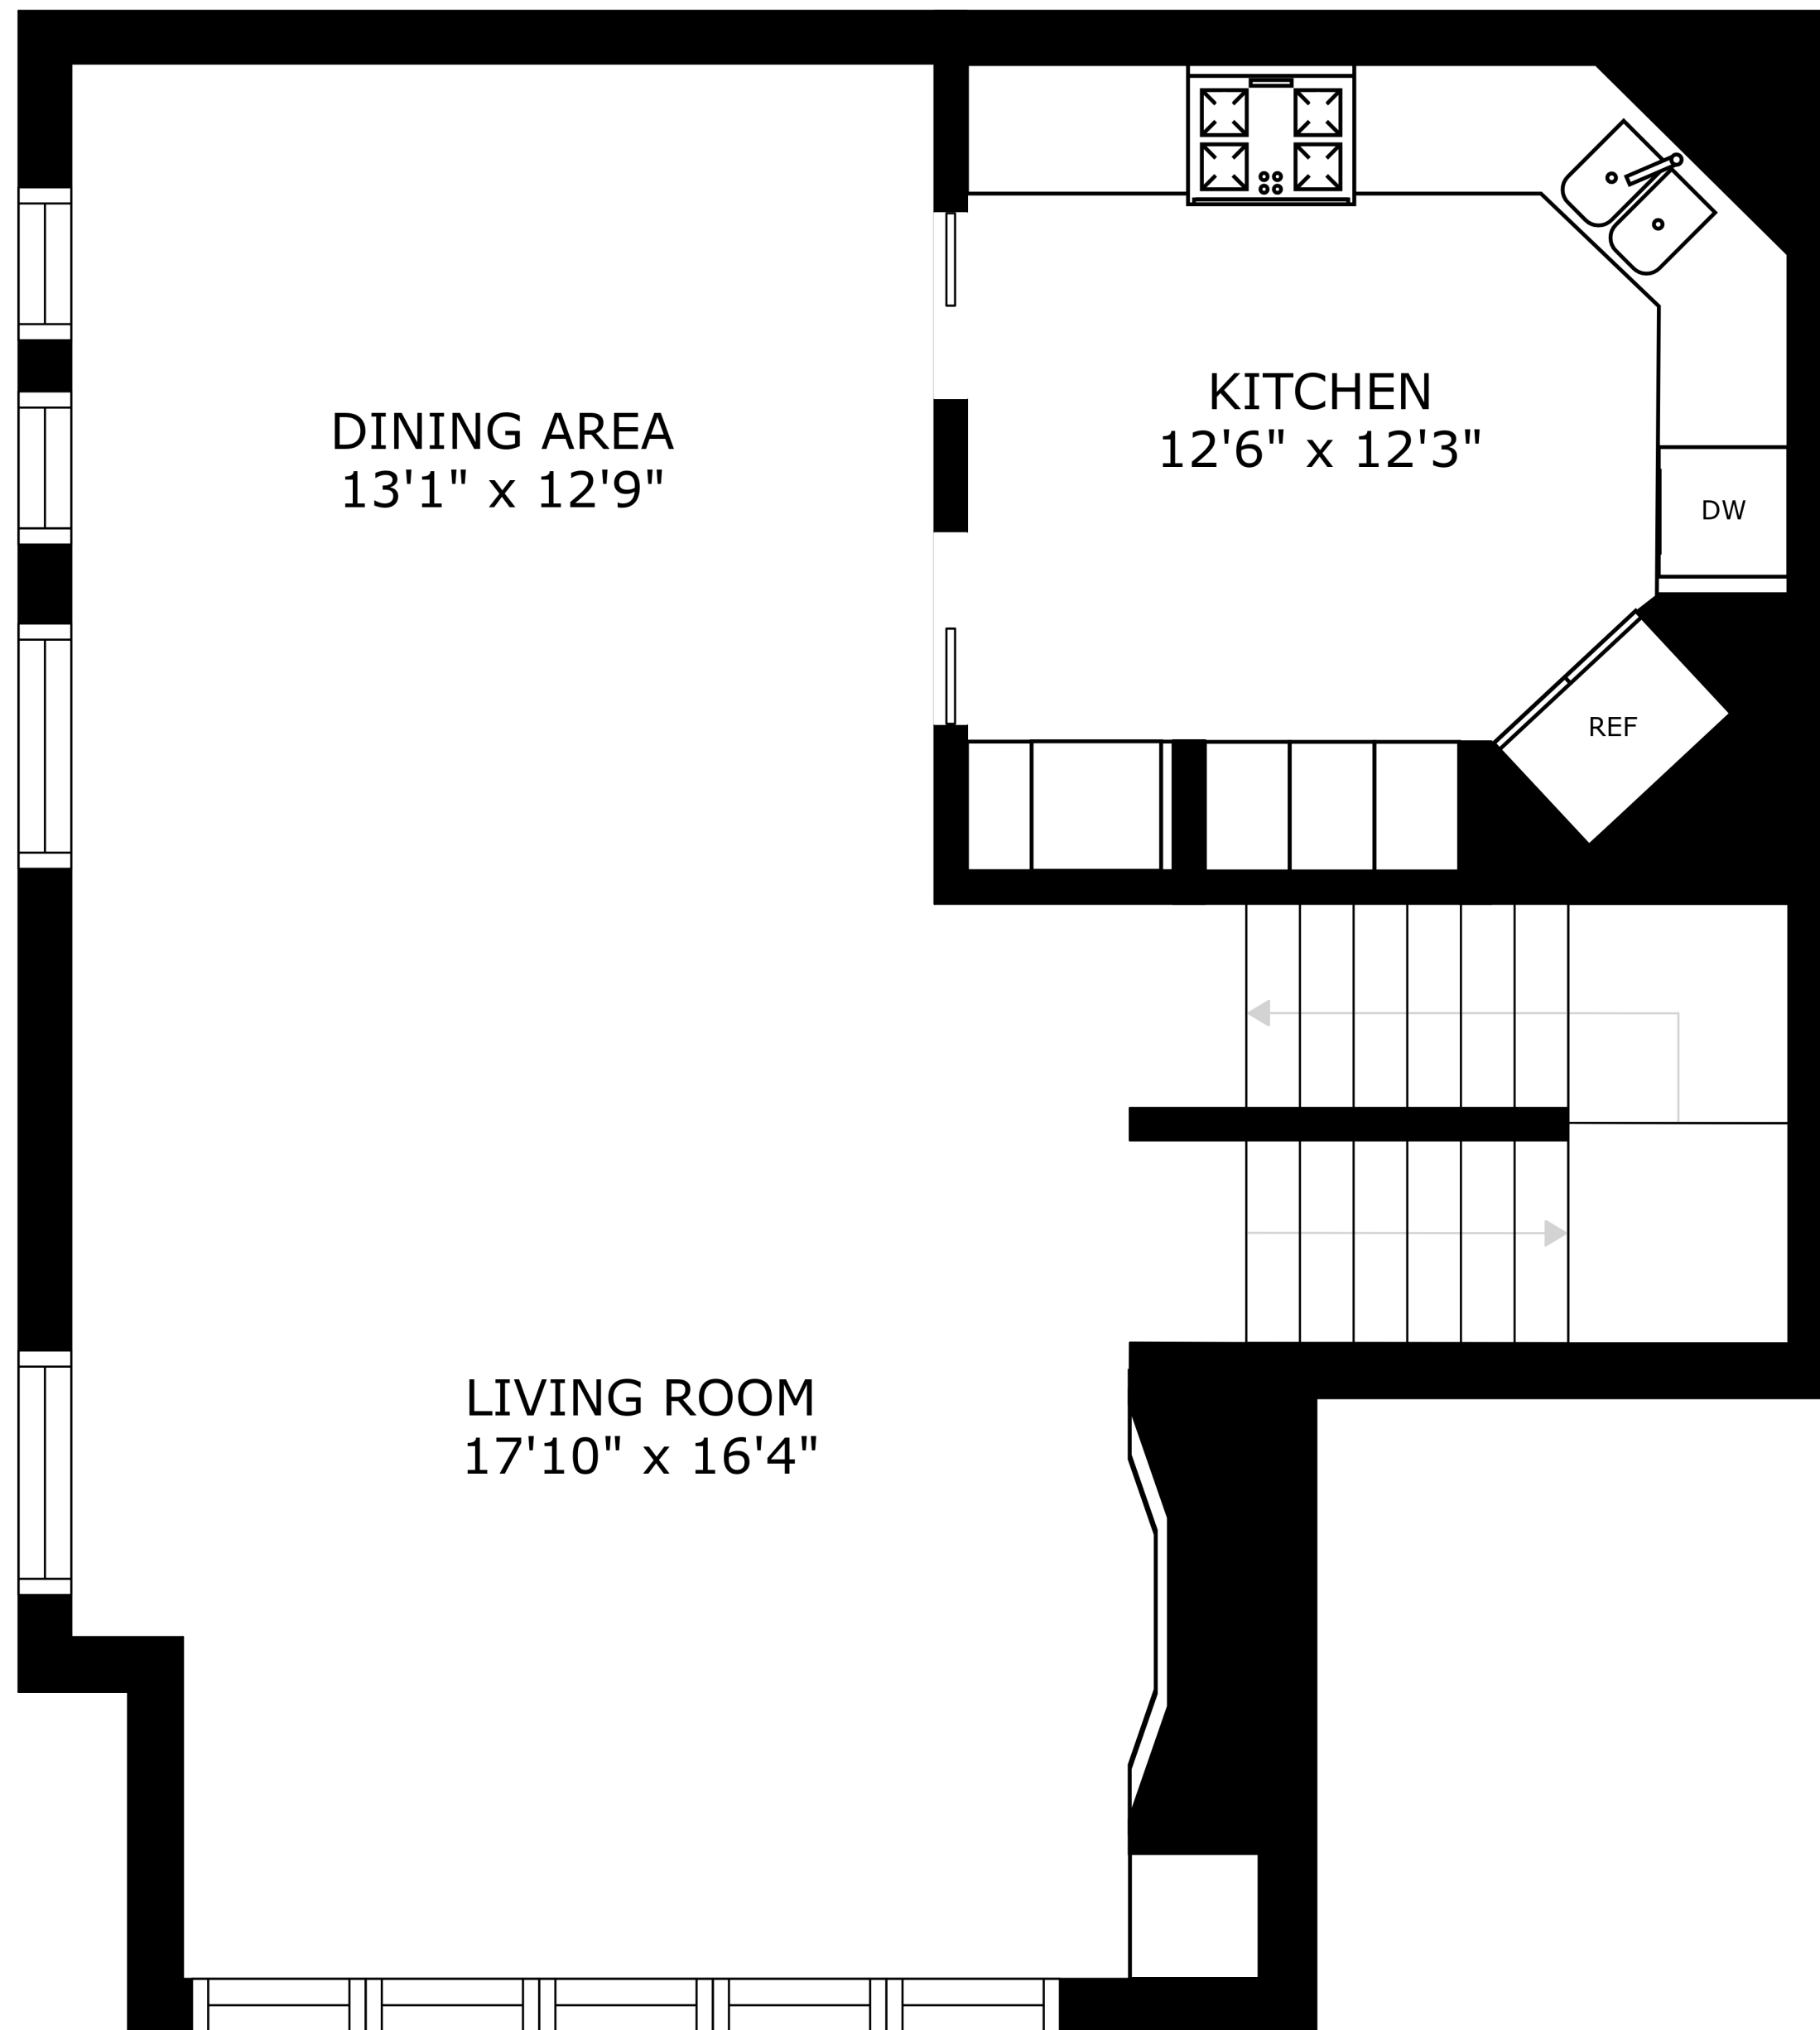 DINING AREA
13'1" x 12'9"
KITCHEN
12'6" x 12'3"
DW
REF
LIVING ROOM
17'10" x 16'4"